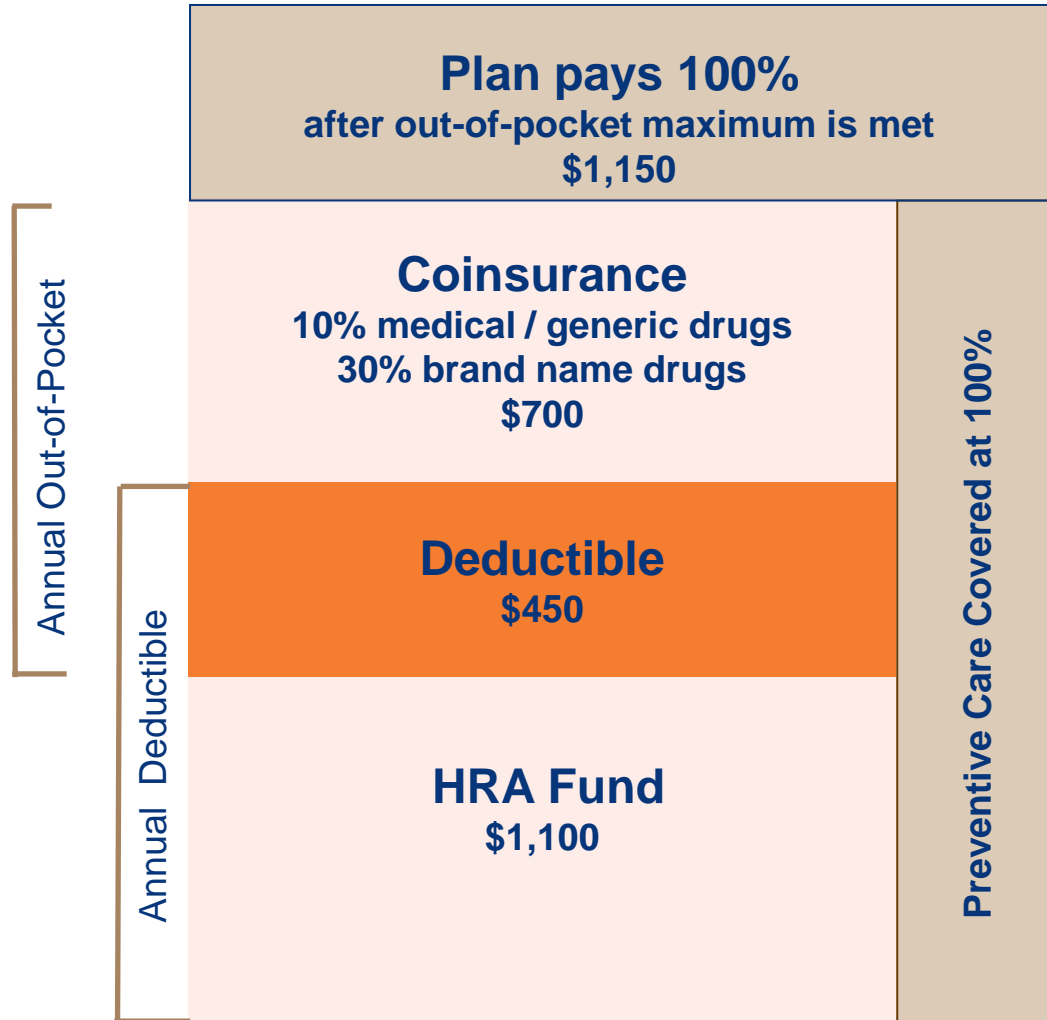 Plan pays 100%
after out-of-pocket maximum is met
$1,150
Annual Out-of-Pocket
Coinsurance
10% medical / generic drugs
30% brand name drugs
$700
Preventive Care Covered at 100%
Annual Deductible
Deductible
$450
HRA Fund
$1,100